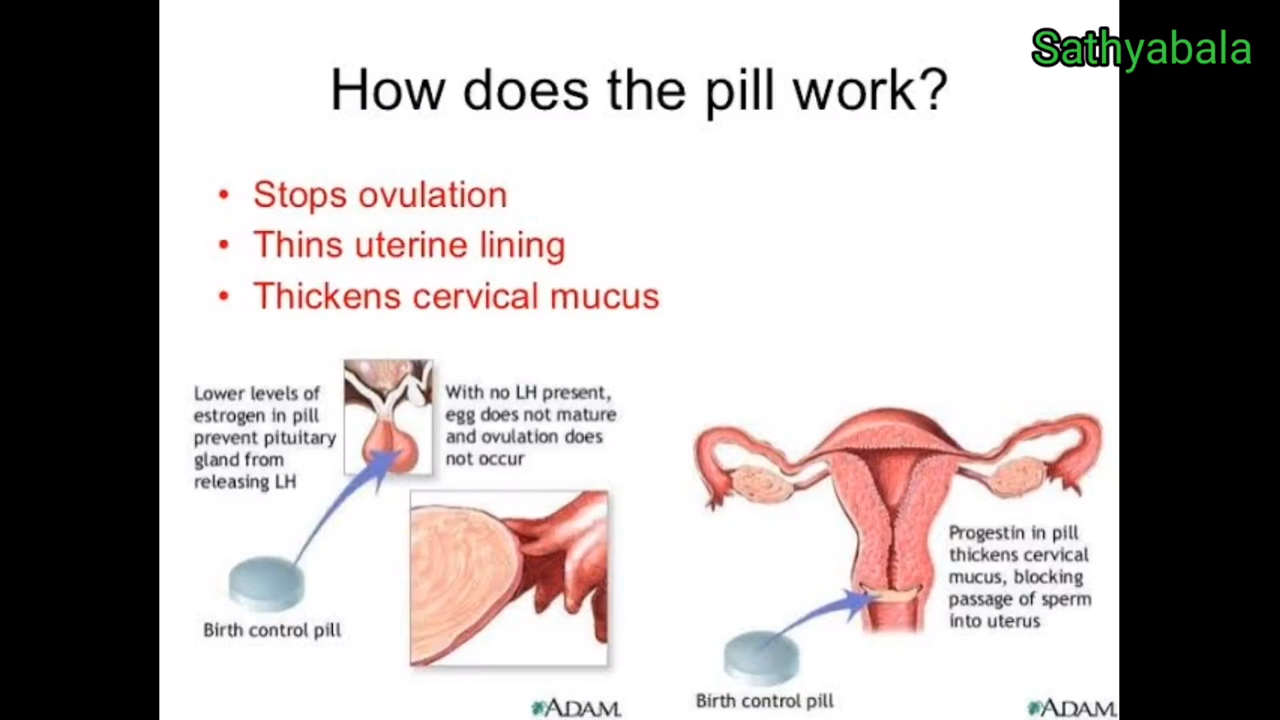 Sathyabala
How does the pill work?
• Stops ovulation
• Thins uterine lining
• Thickens cervical mucus
Lower levels of
estrogen in pill
prevent pituitary
gland from
releasing LH
With no LH present,
egg does not mature
and ovulation does
not occur
Birth control pill
ADAM.
Progestin in pill
thickens cervical
mucus, blocking
passage of sperm
into uterus
Birth control pill
ADAM.